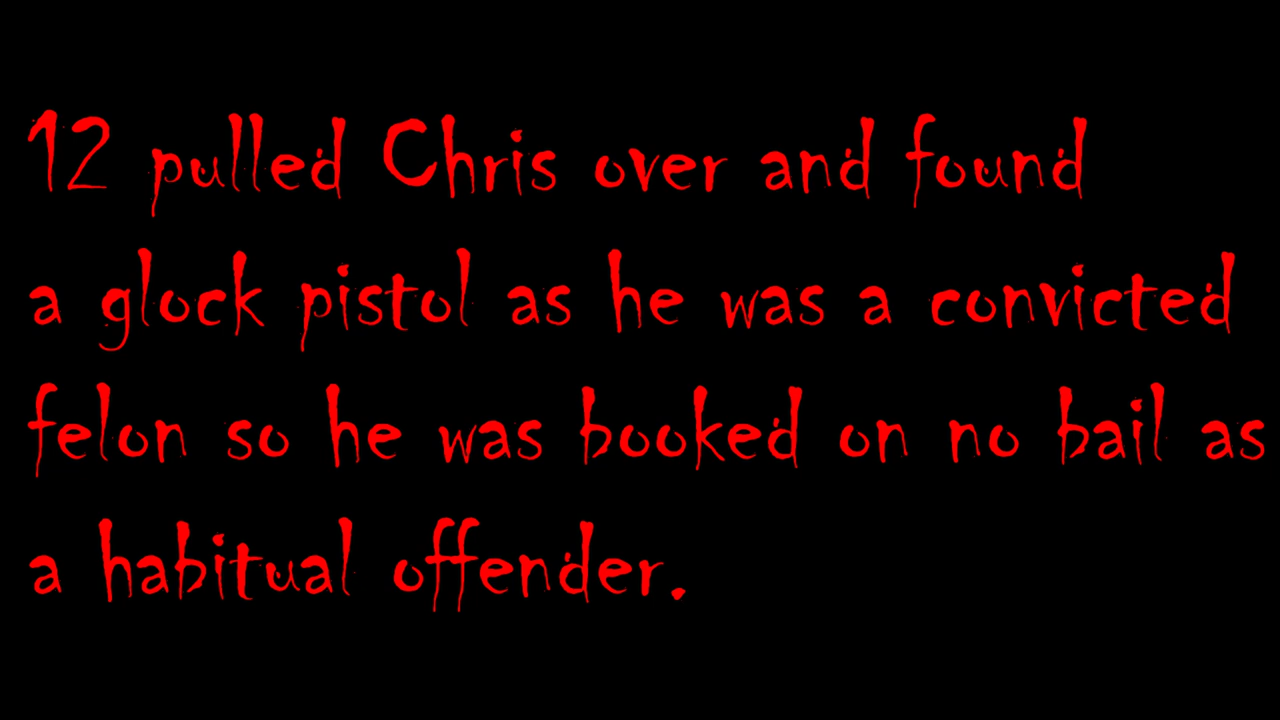 12 pulled Chris over and found
a glock pistol as he was a convicted
felon so he was booked on no bail as
a habitual offender.